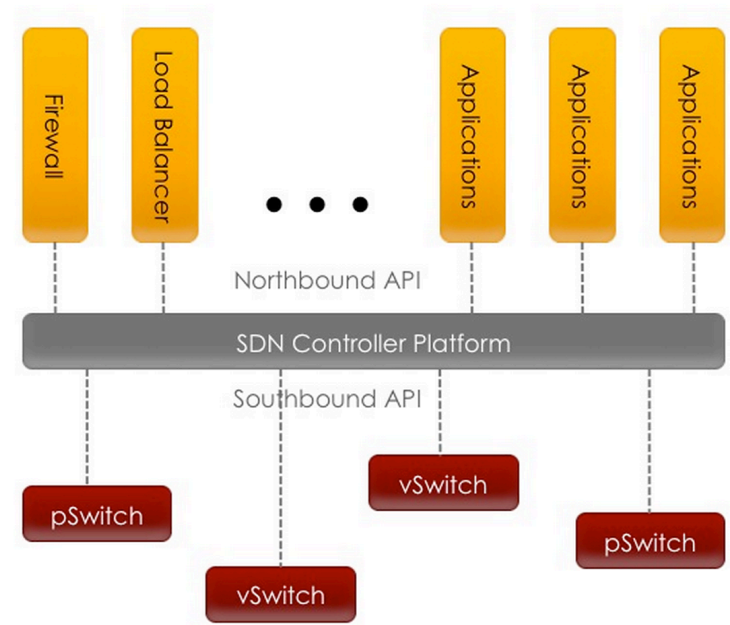 Firewall
Load Balancer
Applications
Applications
Applications
Northbound API
SDN Controller Platform
Southbound API
vSwitch
pSwitch
pSwitch
vSwitch